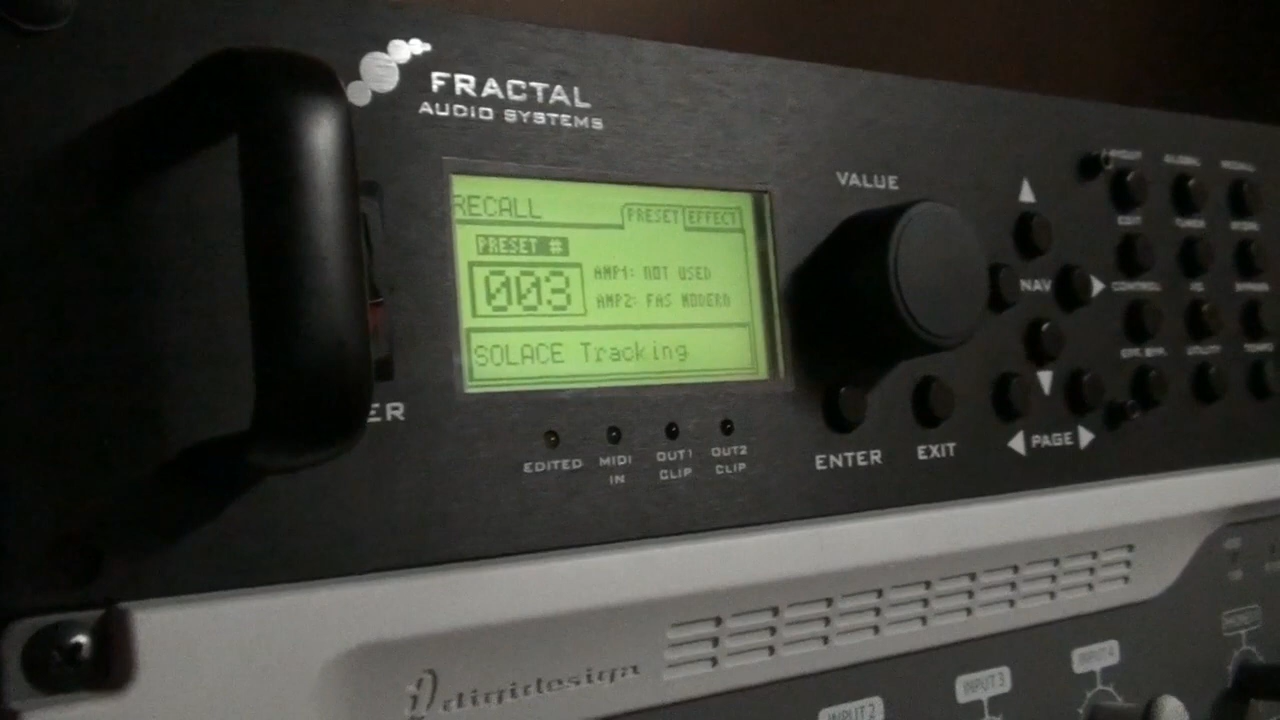 FRACTAL
AUDIO SYSTEMS
VALUE
RECALL
PRESET EFFECT
PRESET #
003
AMP1: NOT USED
AMP2: FAS MODERN
SOLACE Tracking
NAV
ER
EDITED
MIDI IN
OUT1 CLIP
OUT2 CLIP
ENTER
EXIT
PAGE
digidesign
INPUT 2
INPUT 3
INPUT 4